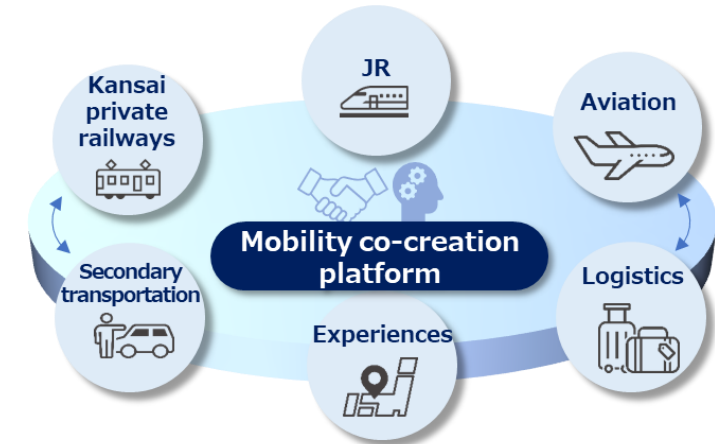 JR
Kansai
private
railways
Aviation
Mobility co-creation
platform
Secondary
transportation
Logistics
Experiences